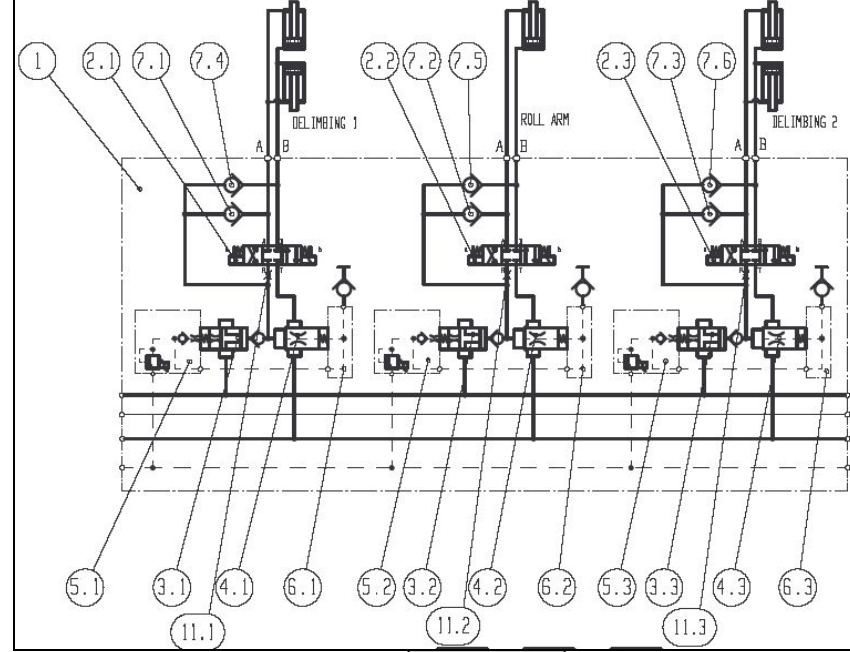 1 2.1 7.1 7.4 2.2 7.2 7.5 2.3 7.3 7.6
DELIMBING 1 ROLL ARM DELIMBING 2
A B A B A B
5.1 3.1 4.1 6.1 5.2 3.2 4.2 6.2 5.3 3.3 4.3 6.3
11.1 11.2 11.3